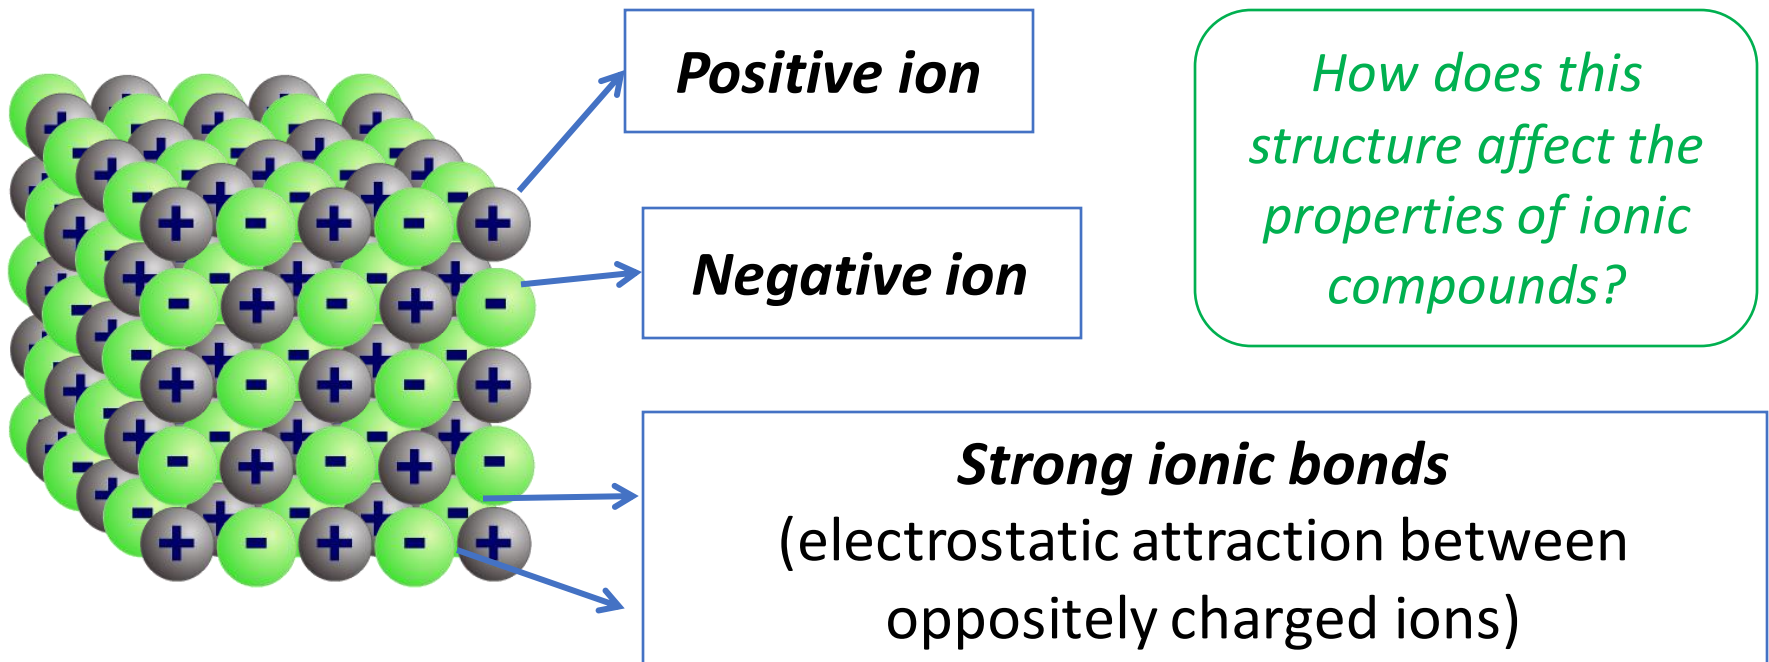 Positive ion
How does this
structure affect the
properties of ionic
compounds?
Negative ion
Strong ionic bonds
(electrostatic attraction between
oppositely charged ions)
+ - + - +
- + - + -
+ - + - +
- + - + -
+ - + - +